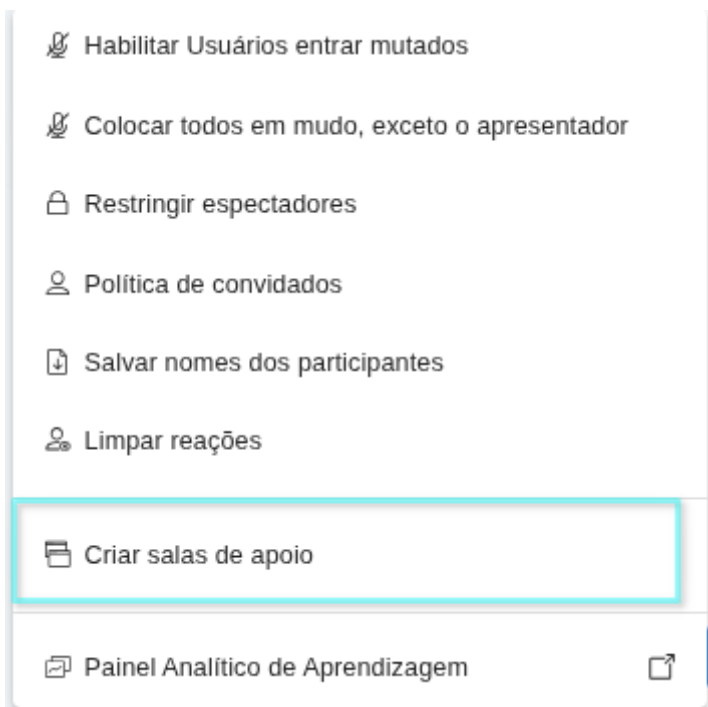 Habilitar Usuários entrar mutados
Colocar todos em mudo, exceto o apresentador
Restringir espectadores
Política de convidados
Salvar nomes dos participantes
Limpar reações
Criar salas de apoio
Painel Analítico de Aprendizagem